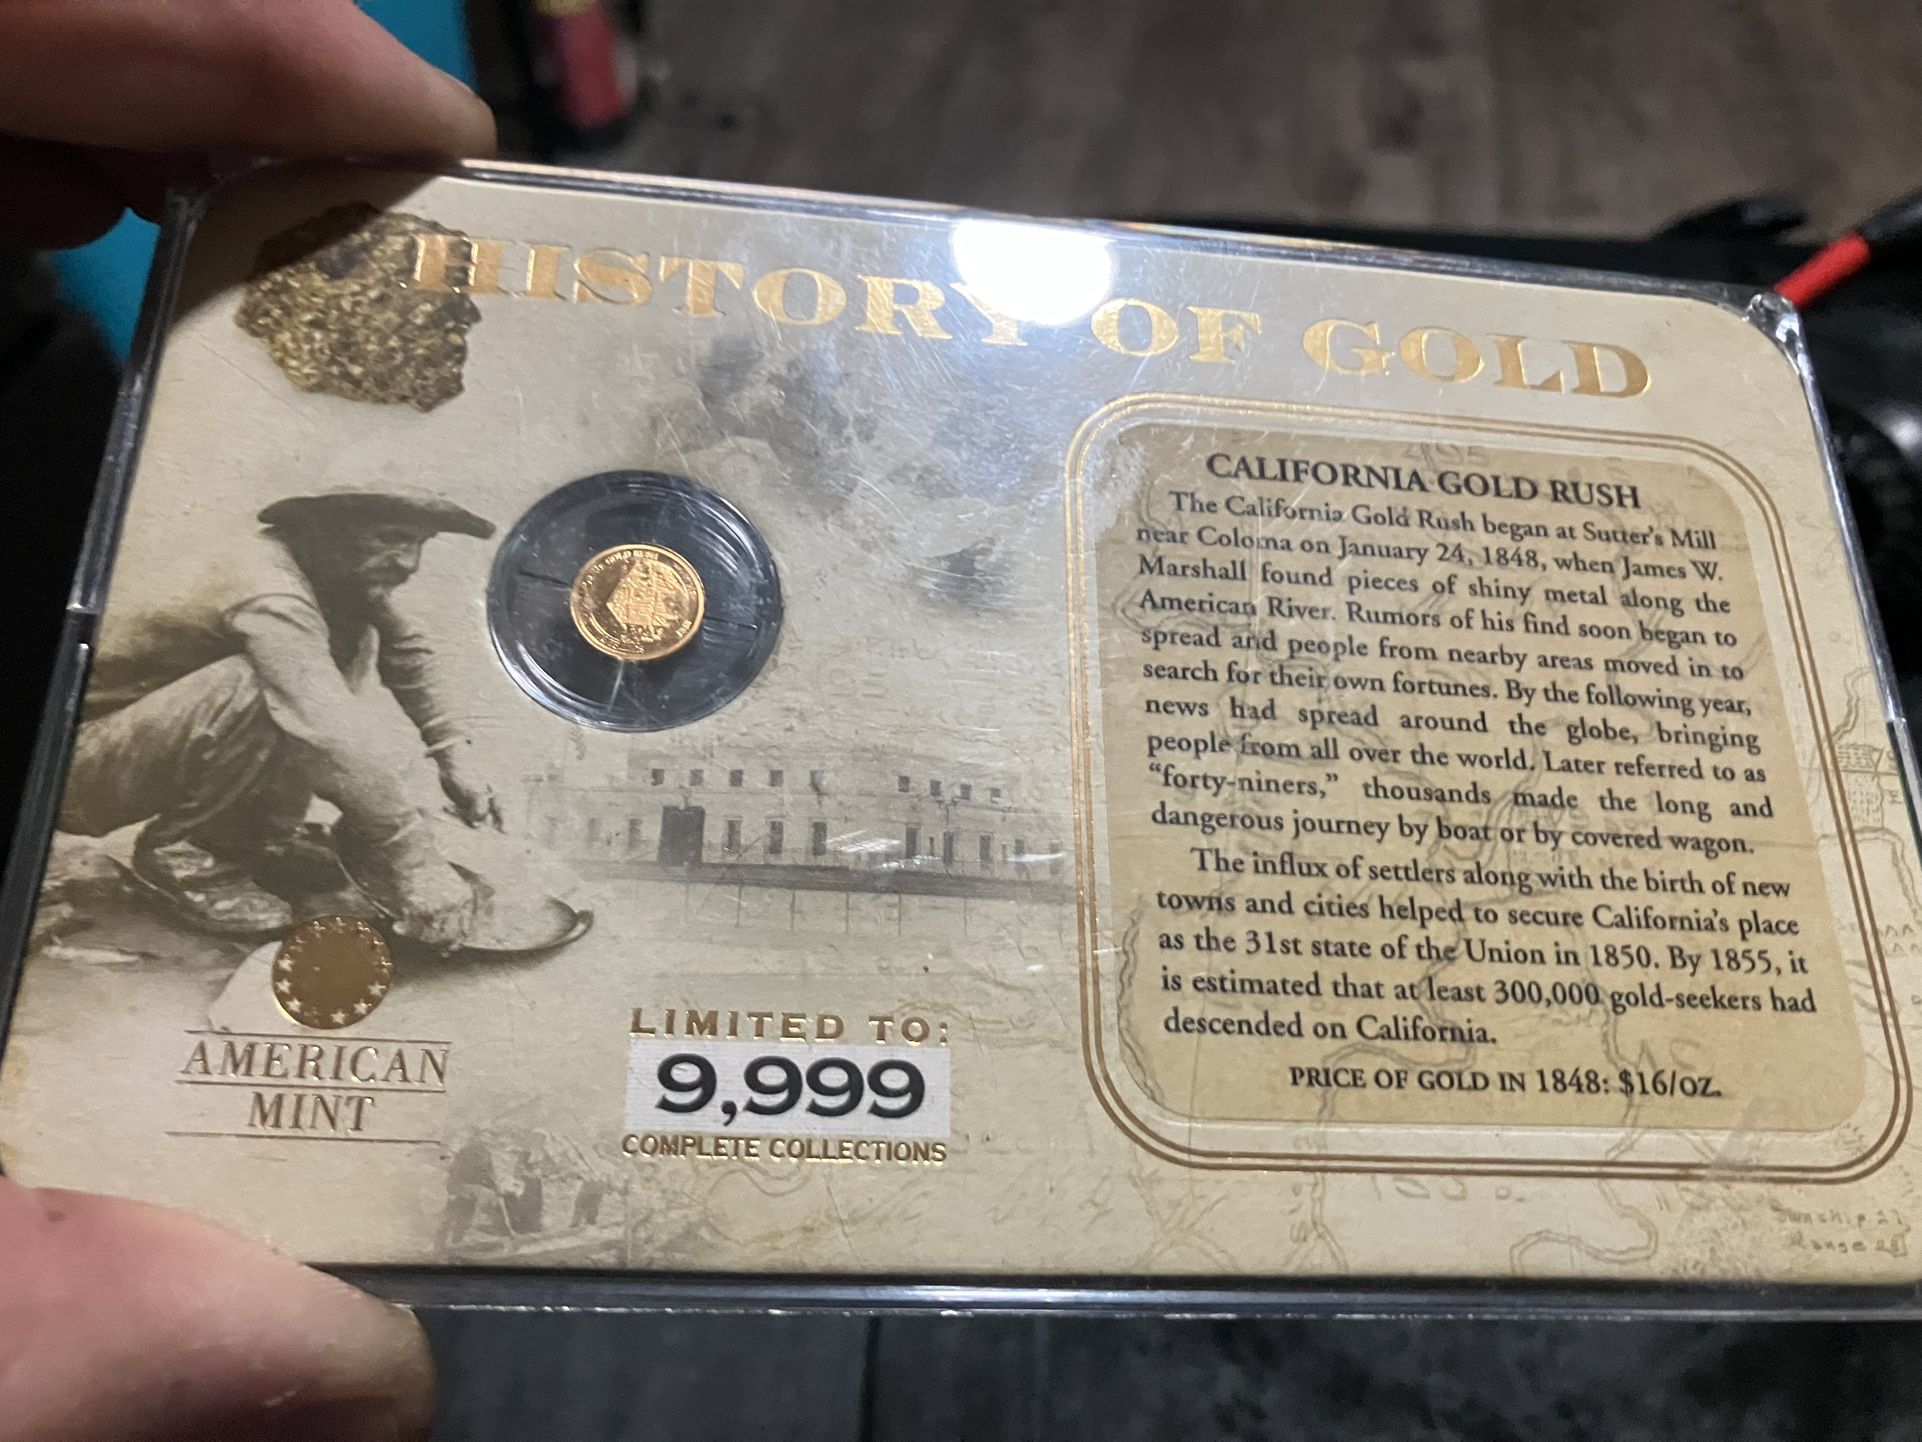 HISTORY OF GOLD
CALIFORNIA GOLD RUSH
The California Gold Rush began at Sutter's Mill
near Coloma on January 24, 1848, when James W.
Marshall found pieces of shiny metal along the
American River. Rumors of his find soon began to
spread and people from nearby areas moved in to
search for their own fortunes. By the following year,
news had spread around the globe, bringing
people from all over the world. Later referred to as
“forty-niners,” thousands made the long and
dangerous journey by boat or by covered wagon.
The influx of settlers along with the birth of new
towns and cities helped to secure California's place
as the 31st state of the Union in 1850. By 1855, it
is estimated that at least 300,000 gold-seekers had
descended on California.
PRICE OF GOLD IN 1848: $16/OZ.
GOLD RUSH
AMERICAN
MINT
LIMITED TO:
9,999
COMPLETE COLLECTIONS
Township 27
Range 28